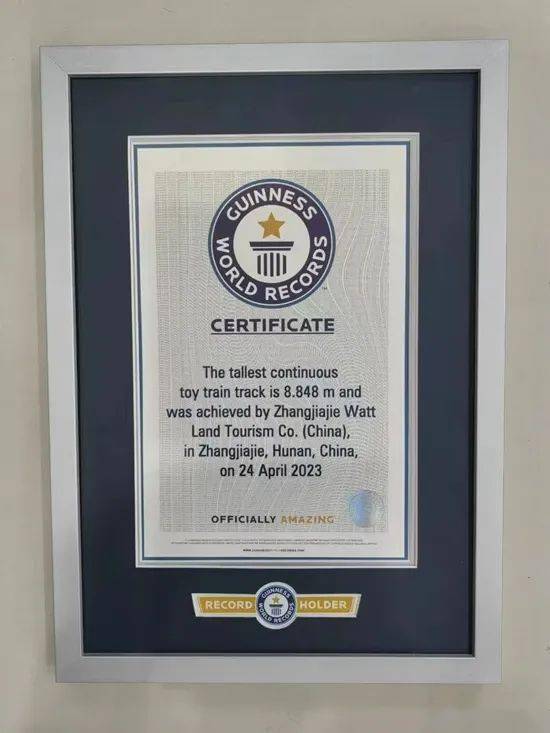 GUINNESS
WORLD RECORDS
™
CERTIFICATE
The tallest continuous
toy train track is 8.848 m and
was achieved by Zhangjiajie Watt
Land Tourism Co. (China),
in Zhangjiajie, Hunan, China,
on 24 April 2023
OFFICIALLY AMAZING
RECORD
GUINNESS
WORLD RECORDS
HOLDER